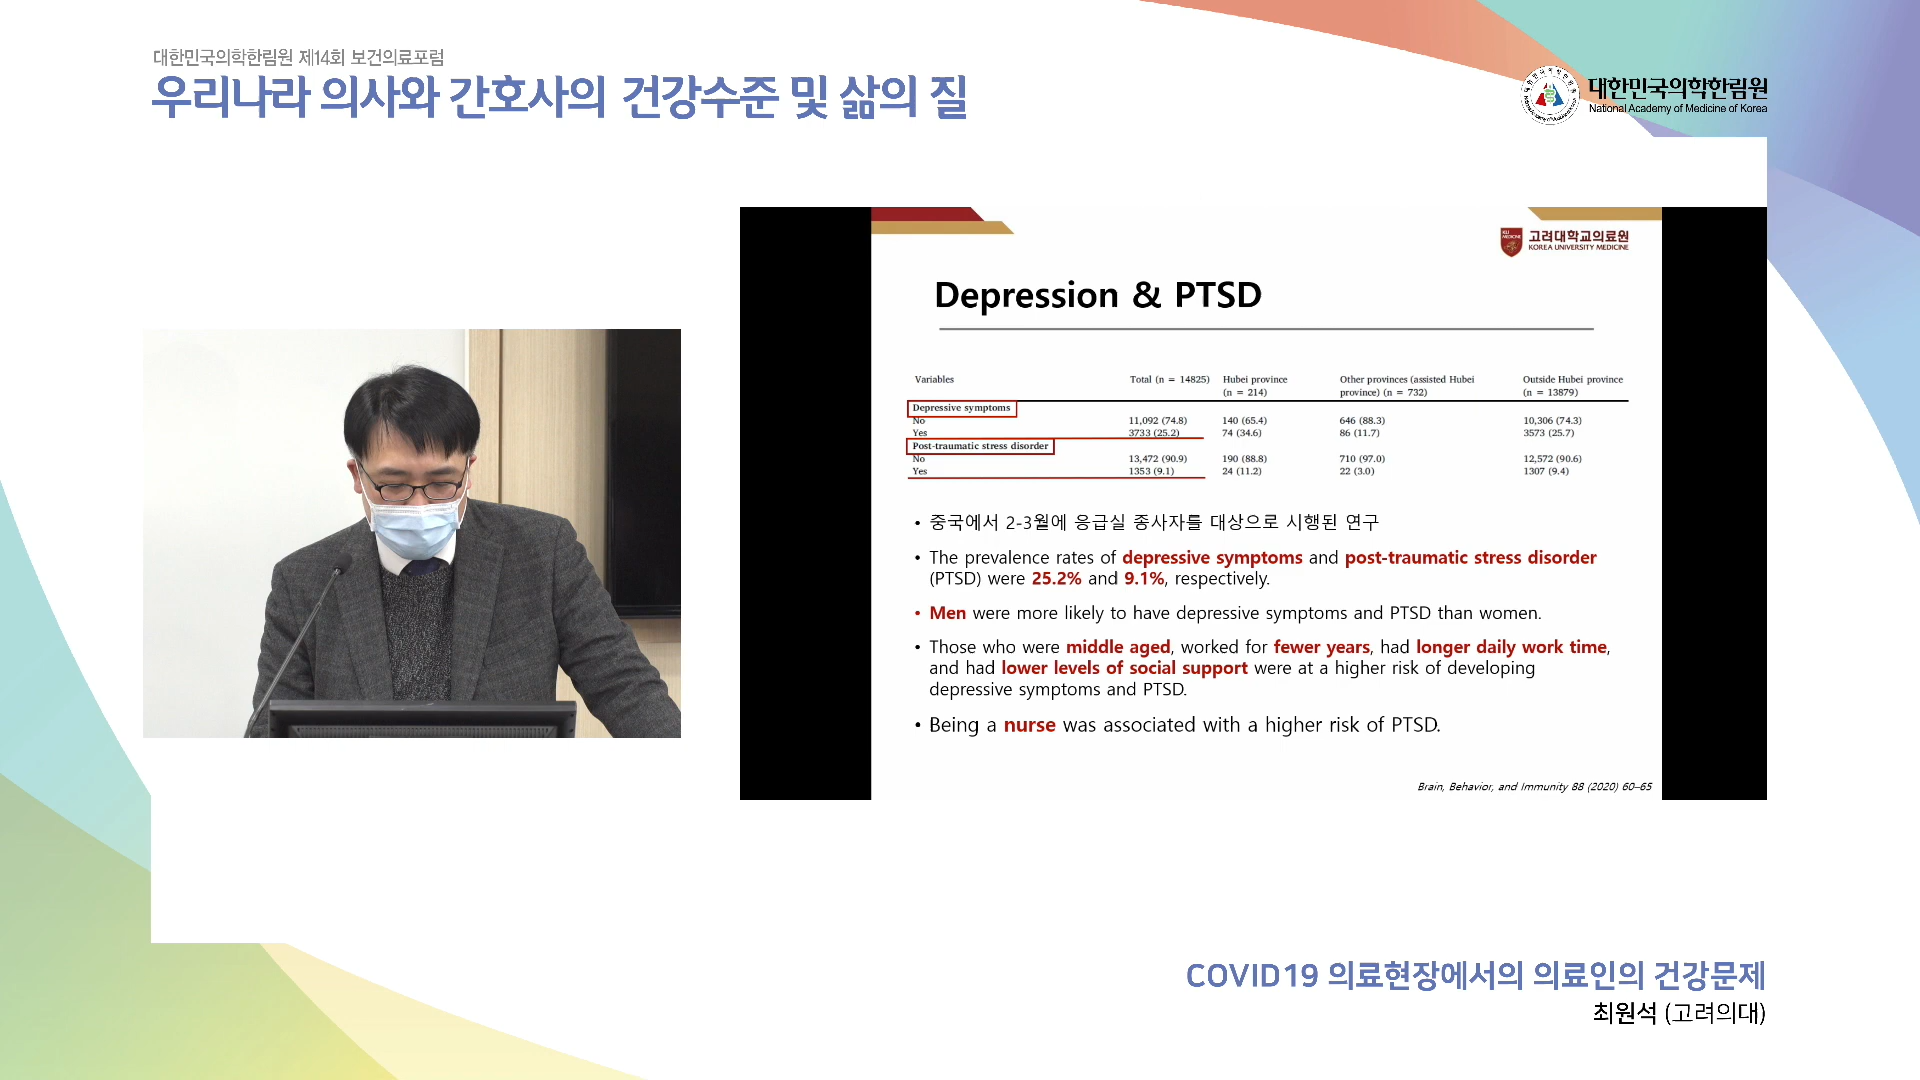 대한민국의학한림원 제14회 보건의료포럼
우리나라 의사와 간호사의 건강수준 및 삶의 질
대한민국의학한림원
National Academy of Medicine of Korea
KU MEDICINE
고려대학교의료원
KOREA UNIVERSITY MEDICINE
Depression & PTSD
Variables Total (n = 14825) Hubei province (n = 214) Other provinces (assisted Hubei province) (n = 732) Outside Hubei province (n = 13879)
Depressive symptoms
No 11,092 (74.8) 140 (65.4) 646 (88.3) 10,306 (74.3)
Yes 3733 (25.2) 74 (34.6) 86 (11.7) 3573 (25.7)
Post-traumatic stress disorder
No 13,472 (90.9) 190 (88.8) 710 (97.0) 12,572 (90.6)
Yes 1353 (9.1) 24 (11.2) 22 (3.0) 1307 (9.4)
• 중국에서 2-3월에 응급실 종사자를 대상으로 시행된 연구
• The prevalence rates of depressive symptoms and post-traumatic stress disorder
(PTSD) were 25.2% and 9.1%, respectively.
• Men were more likely to have depressive symptoms and PTSD than women.
• Those who were middle aged, worked for fewer years, had longer daily work time,
and had lower levels of social support were at a higher risk of developing
depressive symptoms and PTSD.
• Being a nurse was associated with a higher risk of PTSD.
Brain, Behavior, and Immunity 88 (2020) 60–65
COVID19 의료현장에서의 의료인의 건강문제
최원석 (고려의대)